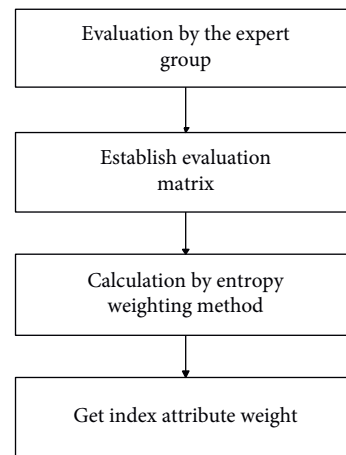 Evaluation by the expert
group
Establish evaluation
matrix
Calculation by entropy
weighting method
Get index attribute weight